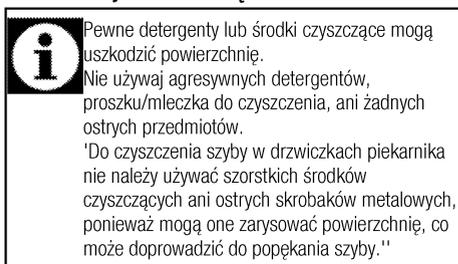 Pewne detergenty lub środki czyszczące mogą
uszkodzić powierzchnię.
Nie używaj agresywnych detergentów,
proszku/mleczka do czyszczenia, ani żadnych
ostrych przedmiotów.
'Do czyszczenia szyby w drzwiczkach piekarnika
nie należy używać szorstkich środków
czyszczących ani ostrych skrobaków metalowych,
ponieważ mogą one zarysować powierzchnię, co
może doprowadzić do popękania szyby.''